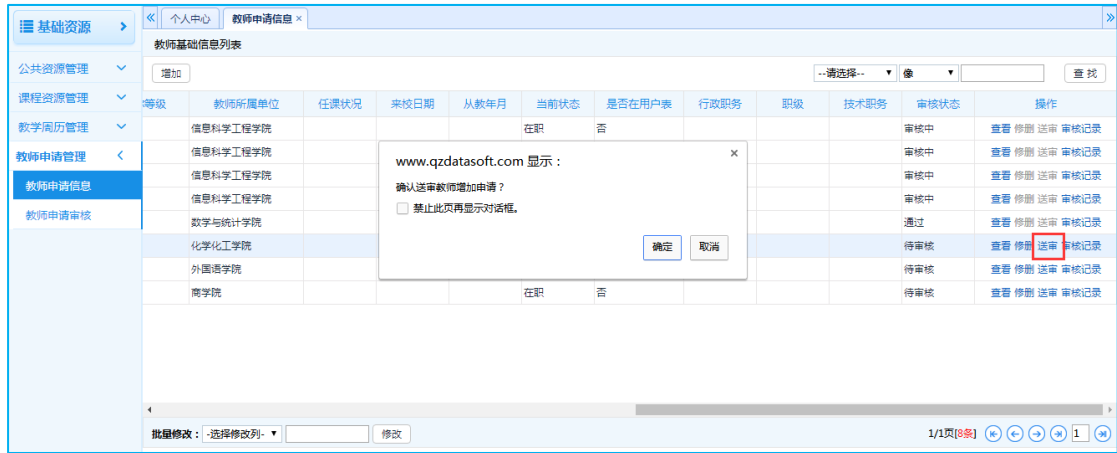 基础资源
个人中心 教师申请信息 ×
教师基础信息列表
公共资源管理
课程资源管理
教学周历管理
教师申请管理
教师申请信息
教师申请审核
增加 --请选择-- 像 查 找
等级 教师所属单位 任课状况 来校日期 从教年月 当前状态 是否在用户表 行政职务 职级 技术职务 审核状态 操作
信息科学工程学院 在职 否 审核中 查看 修删 送审 审核记录
信息科学工程学院 审核中 查看 修删 送审 审核记录
信息科学工程学院 审核中 查看 修删 送审 审核记录
信息科学工程学院 审核中 查看 修删 送审 审核记录
数学与统计学院 通过 查看 修删 送审 审核记录
化学化工学院 待审核 查看 修删 送审 审核记录
外国语学院 待审核 查看 修删 送审 审核记录
商学院 在职 否 待审核 查看 修删 送审 审核记录
www.qzdatasoft.com 显示：
确认送审教师增加申请？
禁止此页再显示对话框。
确定 取消
批量修改： -选择修改列- 修改 1/1页[8条] 1